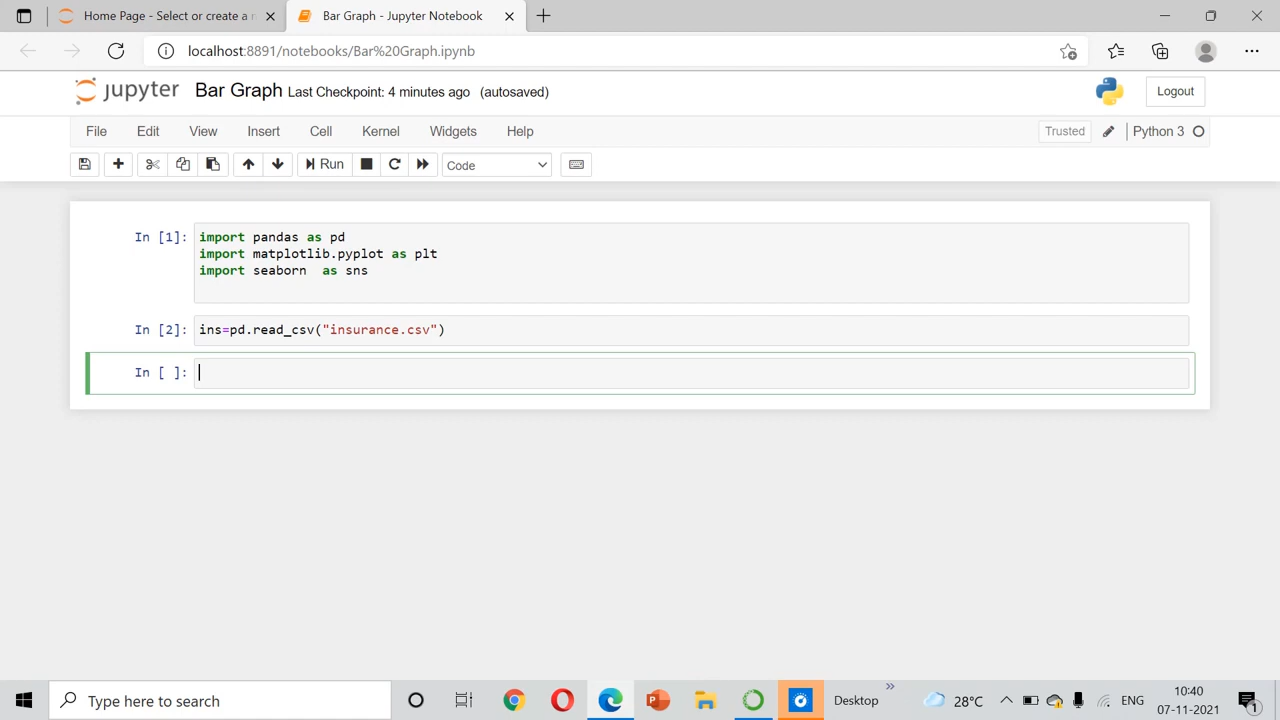 Home Page - Select or create a n
Bar Graph - Jupyter Notebook
localhost:8891/notebooks/Bar%20Graph.ipynb
jupyter Bar Graph Last Checkpoint: 4 minutes ago (autosaved)
Logout
File Edit View Insert Cell Kernel Widgets Help
Trusted Python 3
Run Code
In [1]: import pandas as pd
import matplotlib.pyplot as plt
import seaborn  as sns
In [2]: ins=pd.read_csv("insurance.csv")
In [ ]:
Type here to search
Desktop
28°C
ENG
10:40
07-11-2021
1